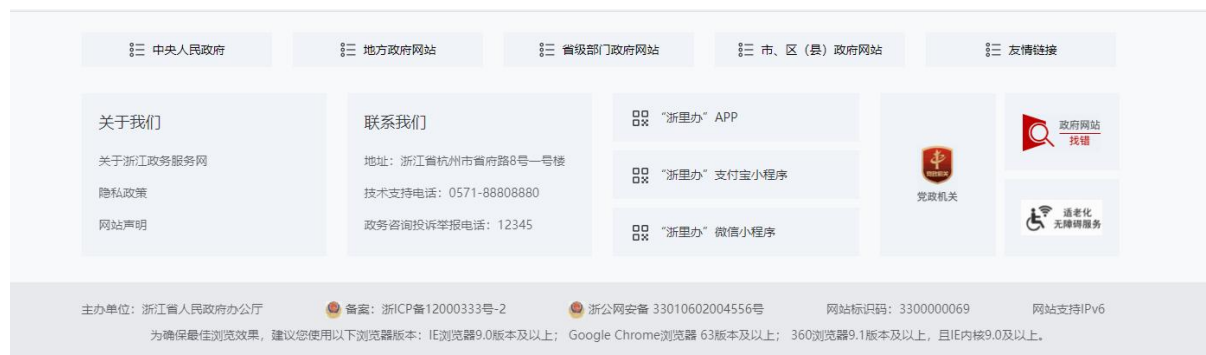 中央人民政府 地方政府网站 省级部门政府网站 市、区（县）政府网站 友情链接
关于我们
关于浙江政务服务网
隐私政策
网站声明
联系我们
地址：浙江省杭州市省府路8号一号楼
技术支持电话：0571-88808880
政务咨询投诉举报电话：12345
“浙里办”APP
“浙里办”支付宝小程序
“浙里办”微信小程序
党政机关
党政机关
政府网站
找错
适老化
无障碍服务
主办单位：浙江省人民政府办公厅 备案：浙ICP备12000333号-2 浙公网安备 33010602004556号 网站标识码：3300000069 网站支持IPv6
为确保最佳浏览效果，建议您使用以下浏览器版本：IE浏览器9.0版本及以上； Google Chrome浏览器 63版本及以上； 360浏览器9.1版本及以上，且IE内核9.0及以上。